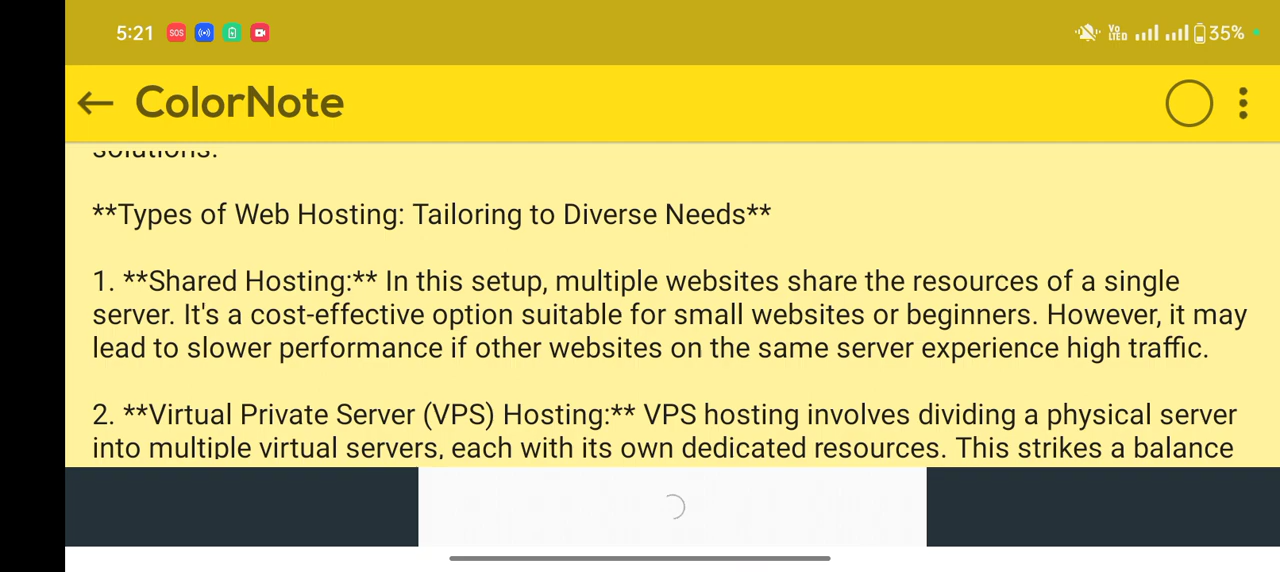 5:21 SOS VoLTED 35%
ColorNote
solutions.
**Types of Web Hosting: Tailoring to Diverse Needs**
1. **Shared Hosting:** In this setup, multiple websites share the resources of a single
server. It's a cost-effective option suitable for small websites or beginners. However, it may
lead to slower performance if other websites on the same server experience high traffic.
2. **Virtual Private Server (VPS) Hosting:** VPS hosting involves dividing a physical server
into multiple virtual servers, each with its own dedicated resources. This strikes a balance